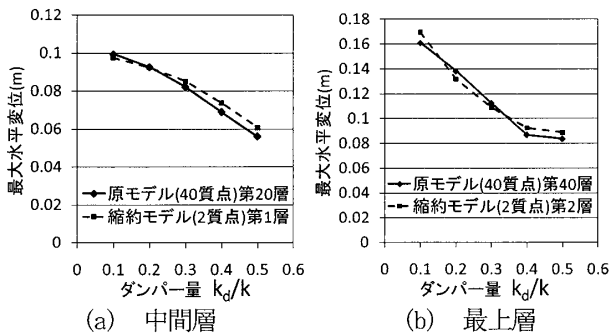 0.12
0.1
0.08
0.06
0.04
0.02
0
最大水平変位(m)
原モデル(40質点)第20層
縮約モデル(2質点)第1層
0 0.1 0.2 0.3 0.4 0.5 0.6
ダンパー量 kd/k
(a) 中間層
0.18
0.16
0.14
0.12
0.1
0.08
0.06
0.04
0.02
0
最大水平変位(m)
原モデル(40質点)第40層
縮約モデル(2質点)第2層
0 0.1 0.2 0.3 0.4 0.5 0.6
ダンパー量 kd/k
(b) 最上層